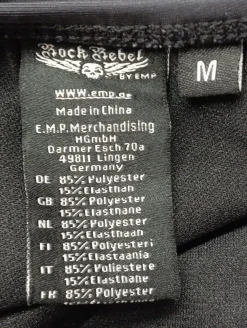 Rock Rebel
BY EMP
M
www.emp.de
Made in China
E.M.P. Merchandising
HGmbH
Darmer Esch 70a
49811 Lingen
Germany
DE 85% Polyester
15% Elasthan
GB 85% Polyester
15% Elasthane
NL 85% Polyester
15% Elasthaan
FI 85% Polyesteri
15% Elastaania
IT 85% Poliestere
15% Elastane
FR 85% Polyester